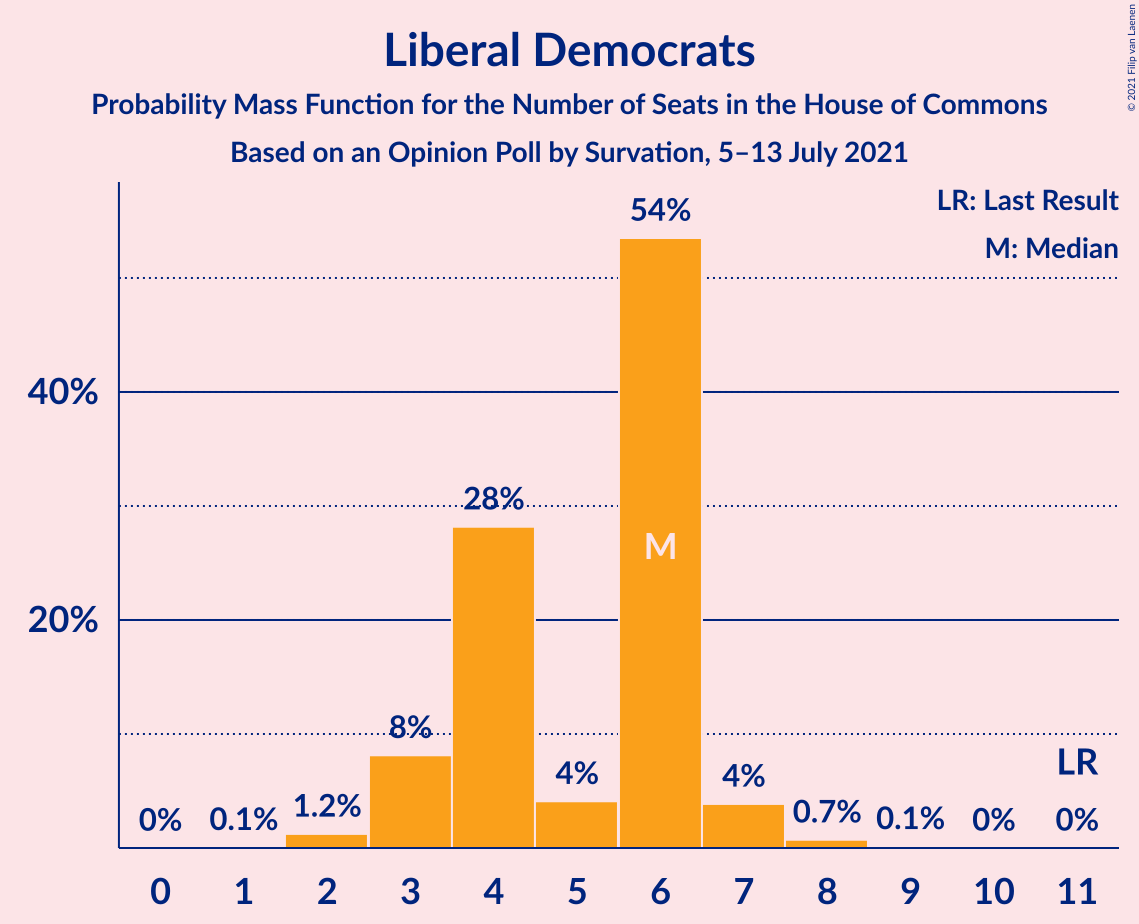 Liberal Democrats
Probability Mass Function for the Number of Seats in the House of Commons
Based on an Opinion Poll by Survation, 5–13 July 2021
© 2021 Filip van Laenen
LR: Last Result
M: Median
54%
40%
28%
M
20%
8%
LR
4%
4%
1.2%
0.7%
0%
0.1%
0.1%
0%
0%
0 1 2 3 4 5 6 7 8 9 10 11